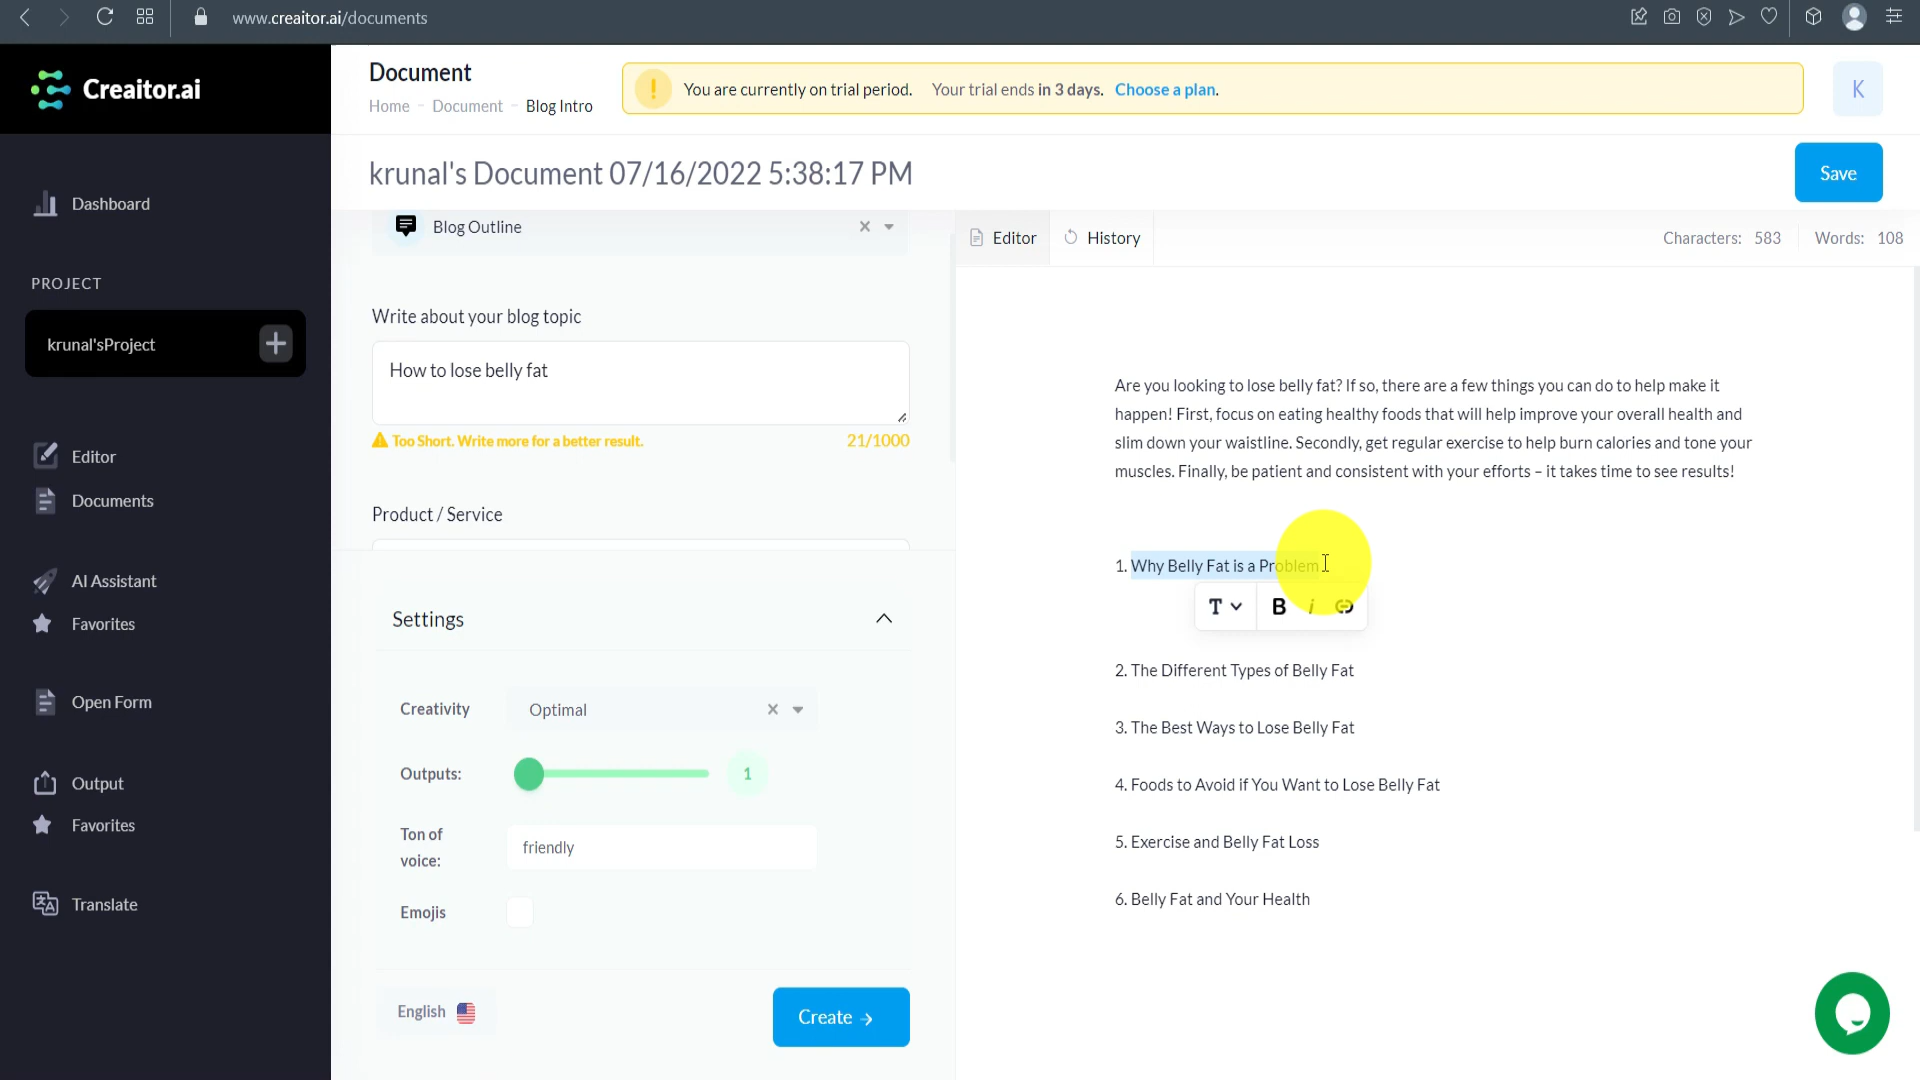 www.creaitor.ai/documents
Creaitor.ai
Document
Home - Document - Blog Intro
! You are currently on trial period. Your trial ends in 3 days. Choose a plan.
K
krunal's Document 07/16/2022 5:38:17 PM
Save
Dashboard
PROJECT
krunal'sProject
Editor
Documents
AI Assistant
Favorites
Open Form
Output
Favorites
Translate
Blog Outline
Write about your blog topic
How to lose belly fat
Too Short. Write more for a better result. 21/1000
Product / Service
Settings
Creativity Optimal
Outputs: 1
Ton of
voice: friendly
Emojis
English
Create →
Editor History Characters: 583 Words: 108
Are you looking to lose belly fat? If so, there are a few things you can do to help make it
happen! First, focus on eating healthy foods that will help improve your overall health and
slim down your waistline. Secondly, get regular exercise to help burn calories and tone your
muscles. Finally, be patient and consistent with your efforts – it takes time to see results!
1. Why Belly Fat is a Problem
T B i
2. The Different Types of Belly Fat
3. The Best Ways to Lose Belly Fat
4. Foods to Avoid if You Want to Lose Belly Fat
5. Exercise and Belly Fat Loss
6. Belly Fat and Your Health